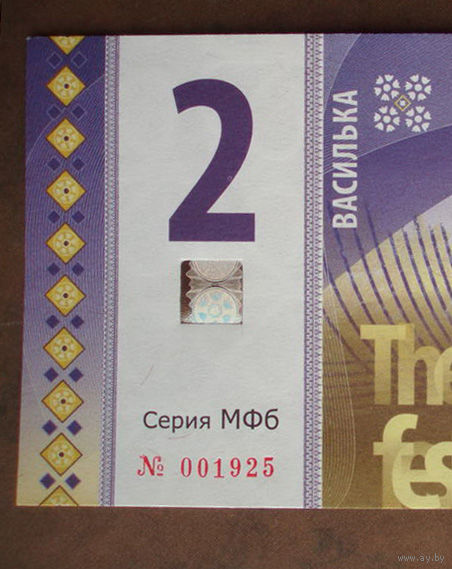 2
ВАСИЛЬКА
The
fes
Серия МФб
№ 001925
www.ay.by